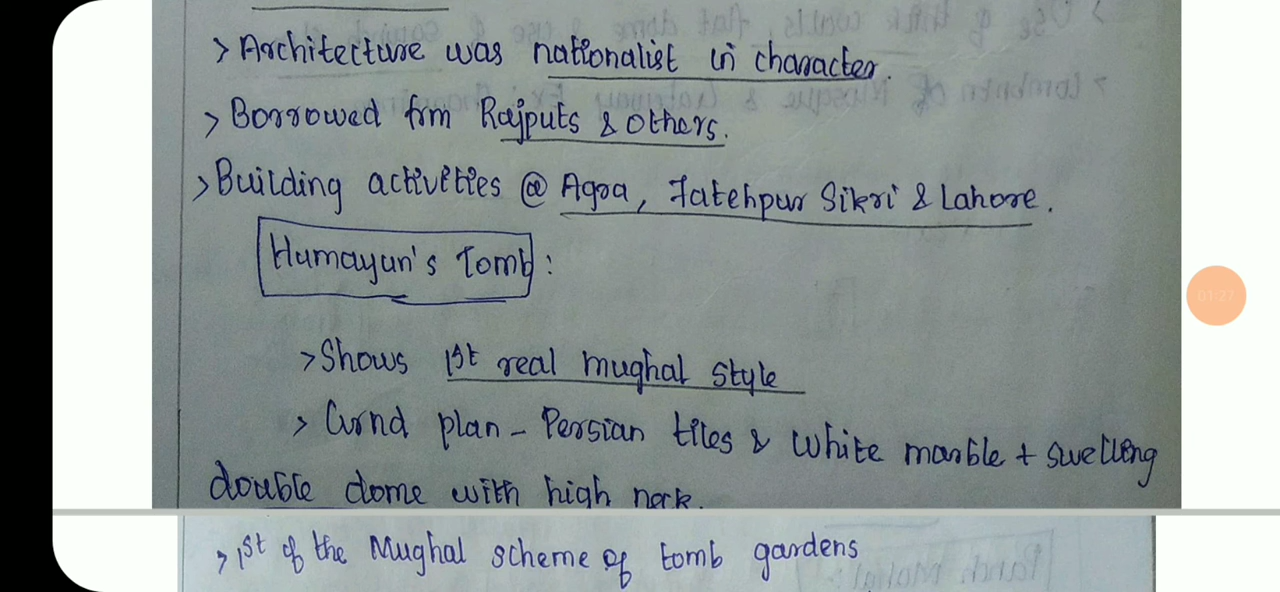 > Architecture was nationalist in character.
> Borrowed frm Rajputs & others.
> Building activities @ Agra, Fatehpur Sikri & Lahore.
Humayun's Tomb:
> Shows 1st real mughal style
> plan - Persian tiles & White marble + swelling
double dome with high neck.
> 1st of the Mughal scheme of tomb gardens
01:27